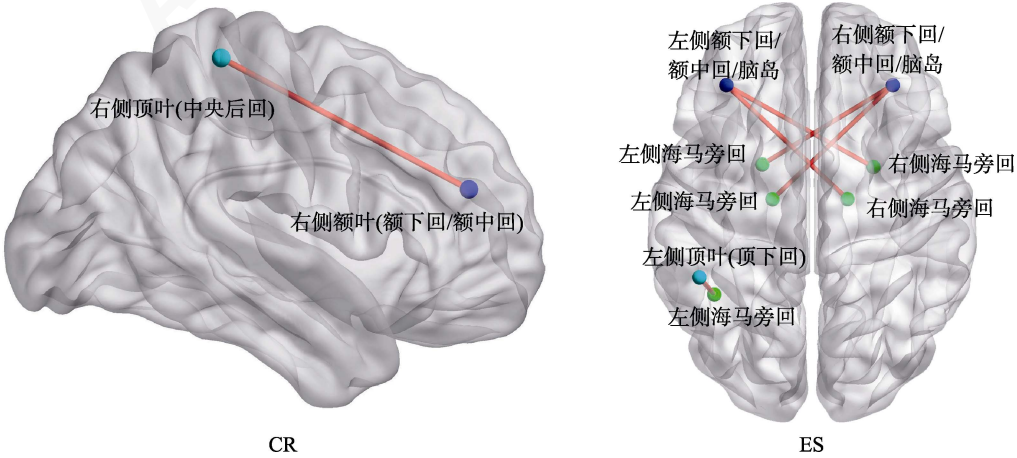 右侧顶叶(中央后回)
右侧额叶(额下回/额中回)
CR
左侧额下回/
额中回/脑岛
右侧额下回/
额中回/脑岛
左侧海马旁回
右侧海马旁回
左侧海马旁回
右侧海马旁回
左侧顶叶(顶下回)
左侧海马旁回
ES